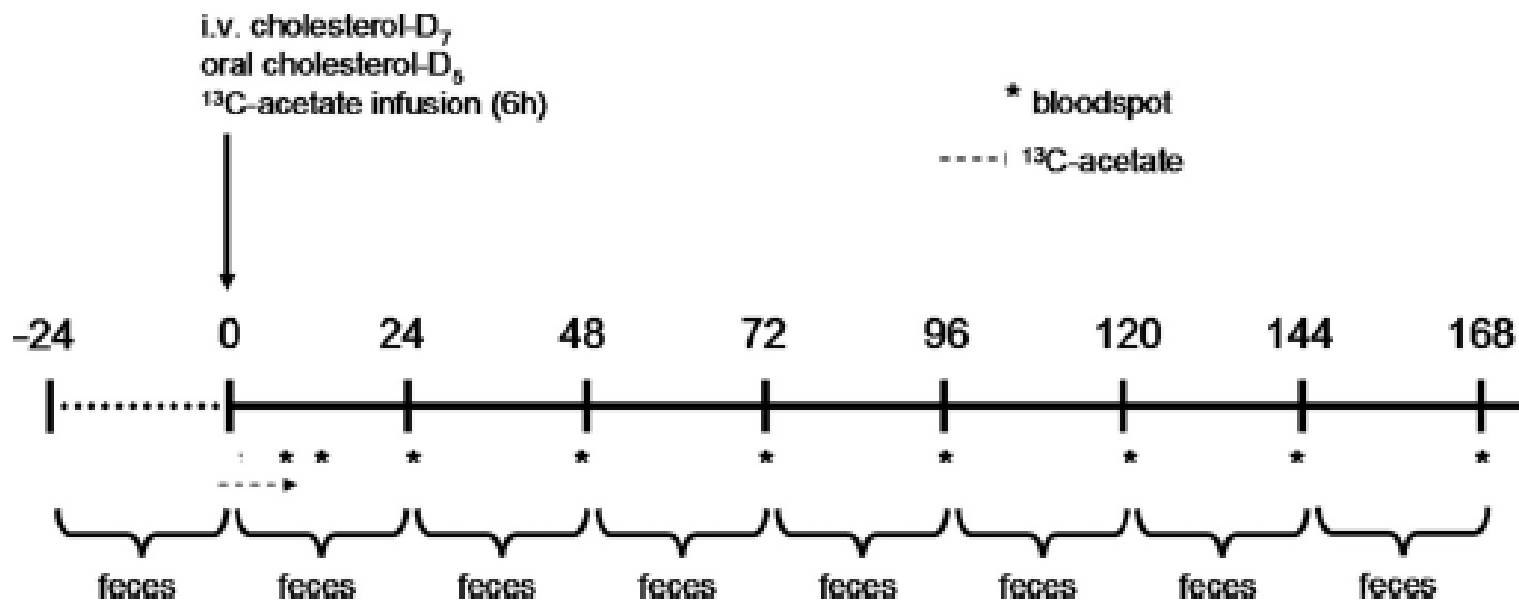 i.v. cholesterol-D₇
oral cholesterol-D₅
¹³C-acetate infusion (6h)
* bloodspot
¹³C-acetate
-24 0 24 48 72 96 120 144 168
* * * * * * * * *
feces feces feces feces feces feces feces feces